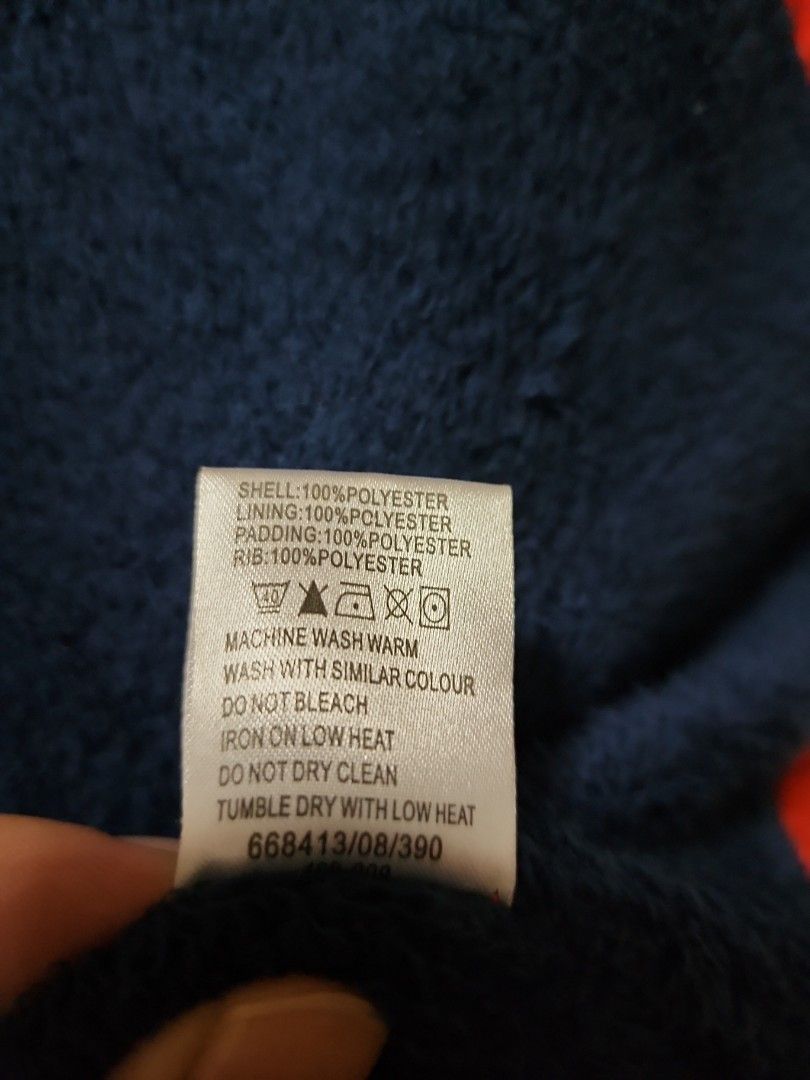 SHELL:100%POLYESTER
LINING:100%POLYESTER
PADDING:100%POLYESTER
RIB:100%POLYESTER
40
MACHINE WASH WARM
WASH WITH SIMILAR COLOUR
DO NOT BLEACH
IRON ON LOW HEAT
DO NOT DRY CLEAN
TUMBLE DRY WITH LOW HEAT
668413/08/390